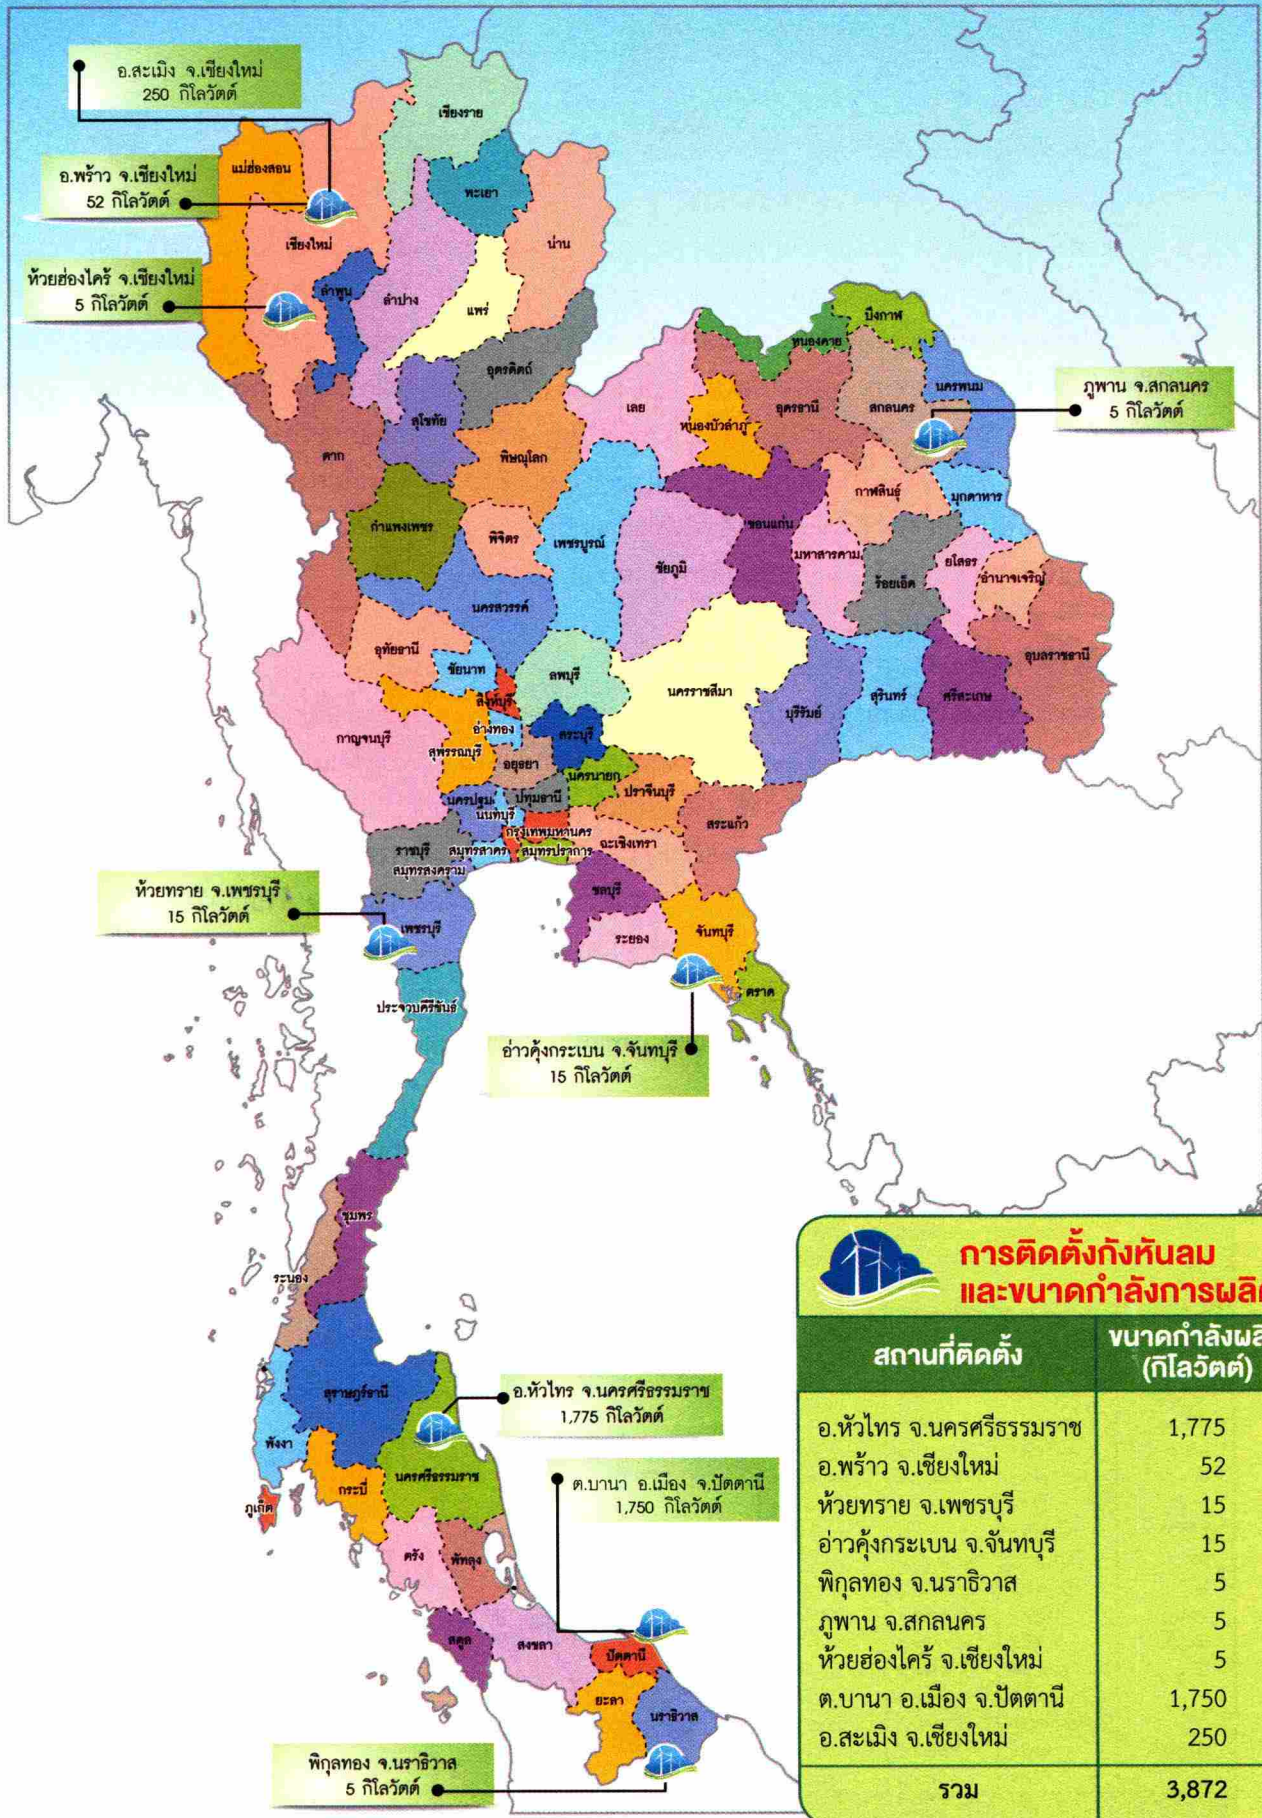 อ.สะเมิง จ.เชียงใหม่
250 กิโลวัตต์
อ.พร้าว จ.เชียงใหม่
52 กิโลวัตต์
ห้วยฮ่องไคร้ จ.เชียงใหม่
5 กิโลวัตต์
ภูพาน จ.สกลนคร
5 กิโลวัตต์
ห้วยทราย จ.เพชรบุรี
15 กิโลวัตต์
อ่าวคุ้งกระเบน จ.จันทบุรี
15 กิโลวัตต์
อ.หัวไทร จ.นครศรีธรรมราช
1,775 กิโลวัตต์
ต.บานา อ.เมือง จ.ปัตตานี
1,750 กิโลวัตต์
พิกุลทอง จ.นราธิวาส
5 กิโลวัตต์
เชียงราย
แม่ฮ่องสอน
พะเยา
เชียงใหม่
น่าน
ลำพูน
ลำปาง
แพร่
อุตรดิตถ์
สุโขทัย
ตาก
พิษณุโลก
กำแพงเพชร
พิจิตร
เพชรบูรณ์
เลย
หนองบัวลำภู
อุดรธานี
หนองคาย
บึงกาฬ
สกลนคร
นครพนม
ขอนแก่น
กาฬสินธุ์
มุกดาหาร
ชัยภูมิ
มหาสารคาม
ร้อยเอ็ด
ยโสธร
อำนาจเจริญ
อุบลราชธานี
นครราชสีมา
บุรีรัมย์
สุรินทร์
ศรีสะเกษ
นครสวรรค์
อุทัยธานี
ชัยนาท
ลพบุรี
สิงห์บุรี
อ่างทอง
สระบุรี
กาญจนบุรี
สุพรรณบุรี
อยุธยา
นครนายก
ปราจีนบุรี
นครปฐม
ปทุมธานี
นนทบุรี
กรุงเทพมหานคร
สมุทรปราการ
ฉะเชิงเทรา
สระแก้ว
ราชบุรี
สมุทรสาคร
สมุทรสงคราม
เพชรบุรี
ชลบุรี
ระยอง
จันทบุรี
ตราด
ประจวบคีรีขันธ์
ชุมพร
ระนอง
สุราษฎร์ธานี
พังงา
ภูเก็ต
กระบี่
นครศรีธรรมราช
ตรัง
พัทลุง
สตูล
สงขลา
ปัตตานี
ยะลา
นราธิวาส
การติดตั้งกังหันลม
และขนาดกำลังการผลิ
สถานที่ติดตั้ง ขนาดกำลังผลิ
(กิโลวัตต์)
อ.หัวไทร จ.นครศรีธรรมราช 1,775
อ.พร้าว จ.เชียงใหม่ 52
ห้วยทราย จ.เพชรบุรี 15
อ่าวคุ้งกระเบน จ.จันทบุรี 15
พิกุลทอง จ.นราธิวาส 5
ภูพาน จ.สกลนคร 5
ห้วยฮ่องไคร้ จ.เชียงใหม่ 5
ต.บานา อ.เมือง จ.ปัตตานี 1,750
อ.สะเมิง จ.เชียงใหม่ 250
รวม 3,872